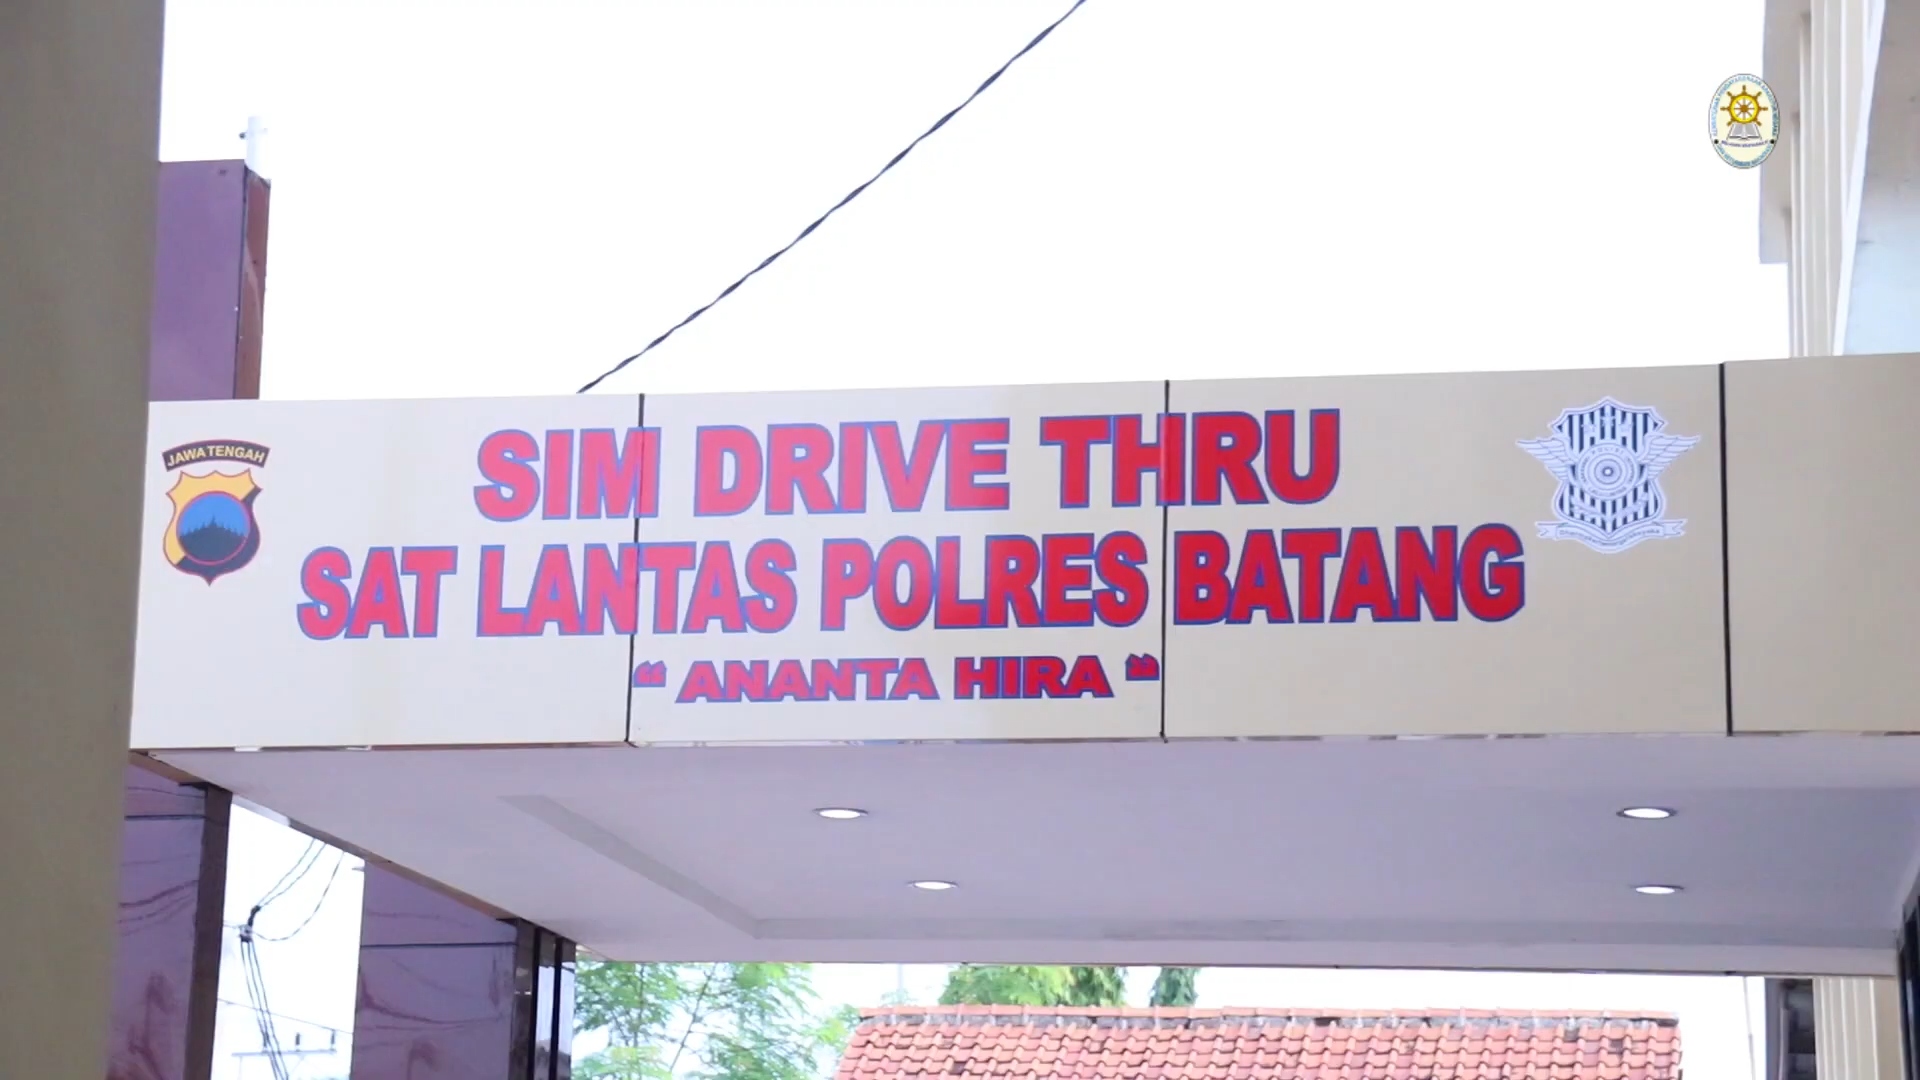 JAWA TENGAH
SIM DRIVE THRU
SAT LANTAS POLRES BATANG
“ ANANTA HIRA “